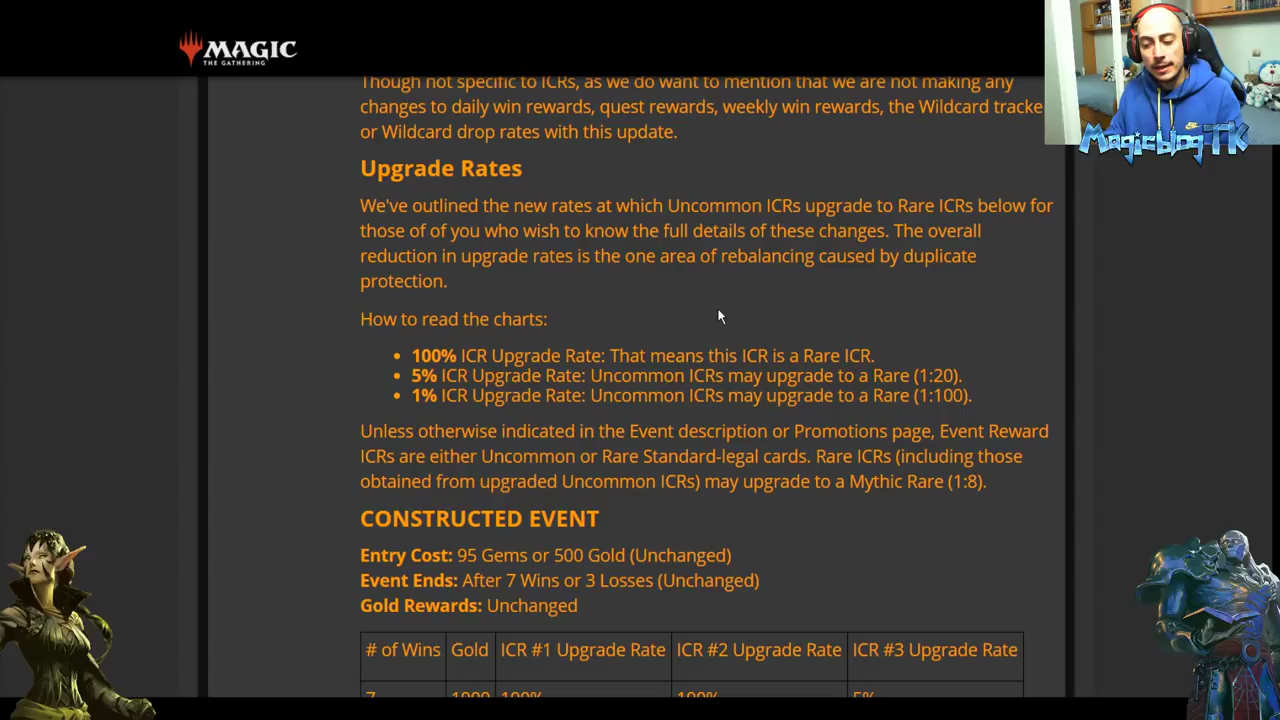 MAGIC
THE GATHERING
Though not specific to ICRs, as we do want to mention that we are not making any
changes to daily win rewards, quest rewards, weekly win rewards, the Wildcard tracke
or Wildcard drop rates with this update.
Upgrade Rates
We've outlined the new rates at which Uncommon ICRs upgrade to Rare ICRs below for
those of of you who wish to know the full details of these changes. The overall
reduction in upgrade rates is the one area of rebalancing caused by duplicate
protection.
How to read the charts:
• 100% ICR Upgrade Rate: That means this ICR is a Rare ICR.
• 5% ICR Upgrade Rate: Uncommon ICRs may upgrade to a Rare (1:20).
• 1% ICR Upgrade Rate: Uncommon ICRs may upgrade to a Rare (1:100).
Unless otherwise indicated in the Event description or Promotions page, Event Reward
ICRs are either Uncommon or Rare Standard-legal cards. Rare ICRs (including those
obtained from upgraded Uncommon ICRs) may upgrade to a Mythic Rare (1:8).
CONSTRUCTED EVENT
Entry Cost: 95 Gems or 500 Gold (Unchanged)
Event Ends: After 7 Wins or 3 Losses (Unchanged)
Gold Rewards: Unchanged
# of Wins Gold ICR #1 Upgrade Rate ICR #2 Upgrade Rate ICR #3 Upgrade Rate
7 1000 100% 100% 5%
MagicblogTK